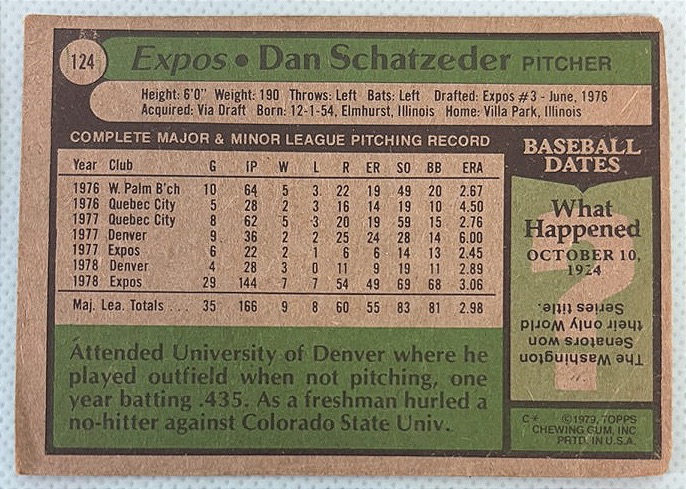 124 Expos • Dan Schatzeder PITCHER
Height: 6'0" Weight: 190 Throws: Left Bats: Left Drafted: Expos #3 - June, 1976
Acquired: Via Draft Born: 12-1-54, Elmhurst, Illinois Home: Villa Park, Illinois
COMPLETE MAJOR & MINOR LEAGUE PITCHING RECORD
Year Club G IP W L R ER SO BB ERA
1976 W. Palm B'ch 10 64 5 3 22 19 49 20 2.67
1976 Quebec City 5 28 2 3 16 14 19 10 4.50
1977 Quebec City 8 62 5 3 20 19 59 15 2.76
1977 Denver 9 36 2 2 25 24 28 14 6.00
1977 Expos 6 22 2 1 6 6 14 13 2.45
1978 Denver 4 28 3 0 11 9 19 11 2.89
1978 Expos 29 144 7 7 54 49 69 68 3.06
Maj. Lea. Totals . . . 35 166 9 8 60 55 83 81 2.98
Attended University of Denver where he
played outfield when not pitching, one
year batting .435. As a freshman hurled a
no-hitter against Colorado State Univ.
BASEBALL
DATES
What
Happened
OCTOBER 10,
1924
?
The Washington
Senators won
their only World
Series title.
C* ©1979, TOPPS
CHEWING GUM, INC
PRTD. IN U.S.A.